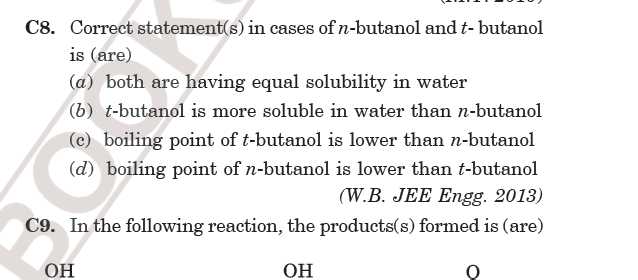 C8. Correct statement(s) in cases of n-butanol and t- butanol
is (are)
(a) both are having equal solubility in water
(b) t-butanol is more soluble in water than n-butanol
(c) boiling point of t-butanol is lower than n-butanol
(d) boiling point of n-butanol is lower than t-butanol
(W.B. JEE Engg. 2013)
C9. In the following reaction, the products(s) formed is (are)
OH OH O